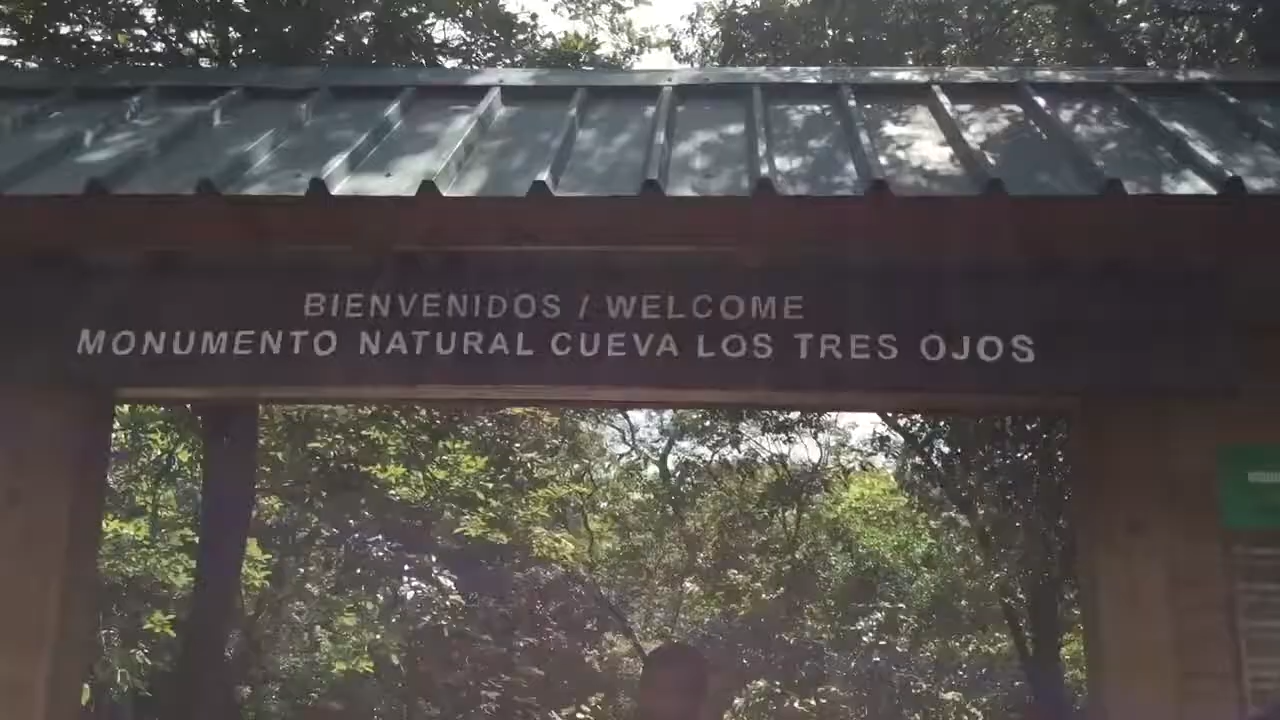 BIENVENIDOS / WELCOME
MONUMENTO NATURAL CUEVA LOS TRES OJOS